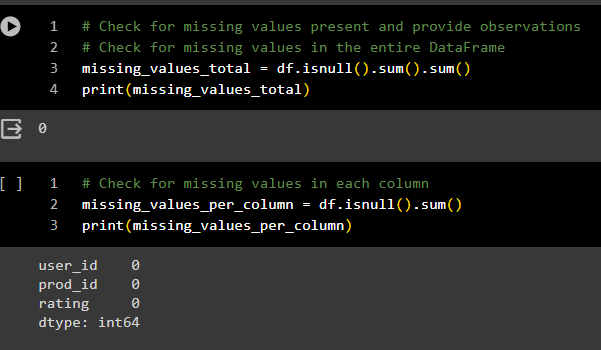 1 # Check for missing values present and provide observations
2 # Check for missing values in the entire DataFrame
3 missing_values_total = df.isnull().sum().sum()
4 print(missing_values_total)
0
[ ] 1 # Check for missing values in each column
2 missing_values_per_column = df.isnull().sum()
3 print(missing_values_per_column)
user_id    0
prod_id    0
rating     0
dtype: int64